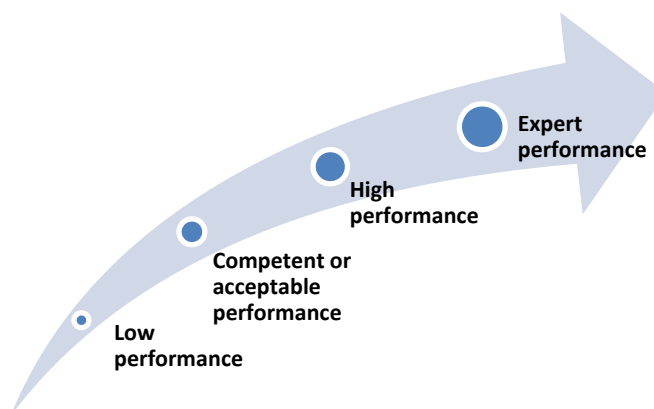 Expert
performance
High
performance
Competent or
acceptable
performance
Low
performance